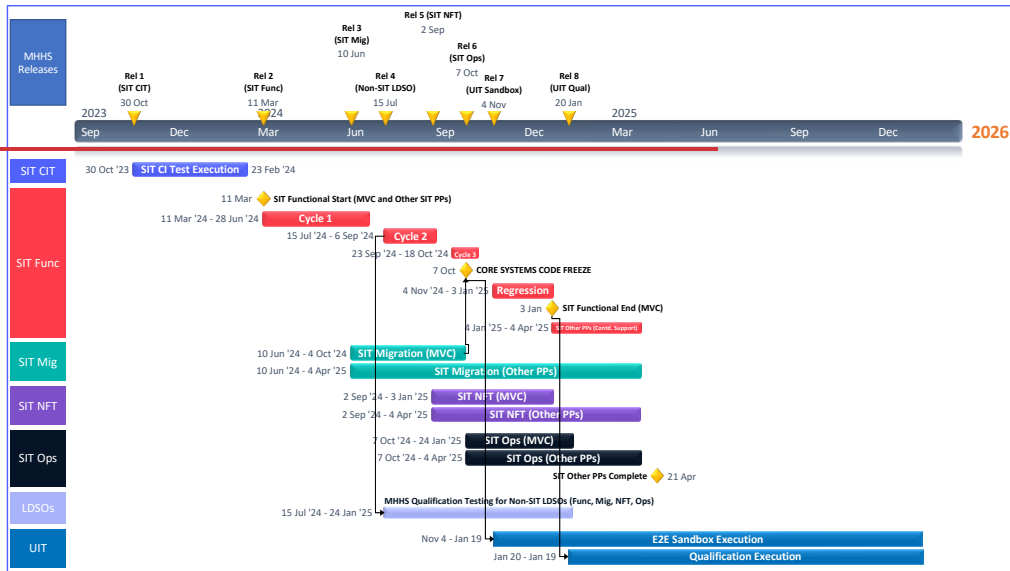 Rel 5 (SIT NFT)
2 Sep
Rel 3
(SIT Mig)
10 Jun
Rel 6
(SIT Ops)
7 Oct
MHHS
Releases
Rel 1
(SIT CIT)
30 Oct
Rel 2
(SIT Func)
11 Mar
Rel 4
(Non-SIT LDSO)
15 Jul
Rel 7
(UIT Sandbox)
4 Nov
Rel 8
(UIT Qual)
20 Jan
2023 2024 2025
Sep Dec Mar Jun Sep Dec Mar Jun Sep Dec 2026
SIT CIT
30 Oct '23 SIT CI Test Execution 23 Feb '24
SIT Func
11 Mar SIT Functional Start (MVC and Other SIT PPs)
11 Mar '24 - 28 Jun '24 Cycle 1
15 Jul '24 - 6 Sep '24 Cycle 2
23 Sep '24 - 18 Oct '24 Cycle 3
7 Oct CORE SYSTEMS CODE FREEZE
4 Nov '24 - 3 Jan '25 Regression
3 Jan SIT Functional End (MVC)
4 Jan '25 - 4 Apr '25 SIT Other PPs (Contd. Support)
SIT Mig
10 Jun '24 - 4 Oct '24 SIT Migration (MVC)
10 Jun '24 - 4 Apr '25 SIT Migration (Other PPs)
SIT NFT
2 Sep '24 - 3 Jan '25 SIT NFT (MVC)
2 Sep '24 - 4 Apr '25 SIT NFT (Other PPs)
SIT Ops
7 Oct '24 - 24 Jan '25 SIT Ops (MVC)
7 Oct '24 - 4 Apr '25 SIT Ops (Other PPs)
SIT Other PPs Complete 21 Apr
LDSOs
MHHS Qualification Testing for Non-SIT LDSOs (Func, Mig, NFT, Ops)
15 Jul '24 - 24 Jan '25
UIT
Nov 4 - Jan 19 E2E Sandbox Execution
Jan 20 - Jan 19 Qualification Execution